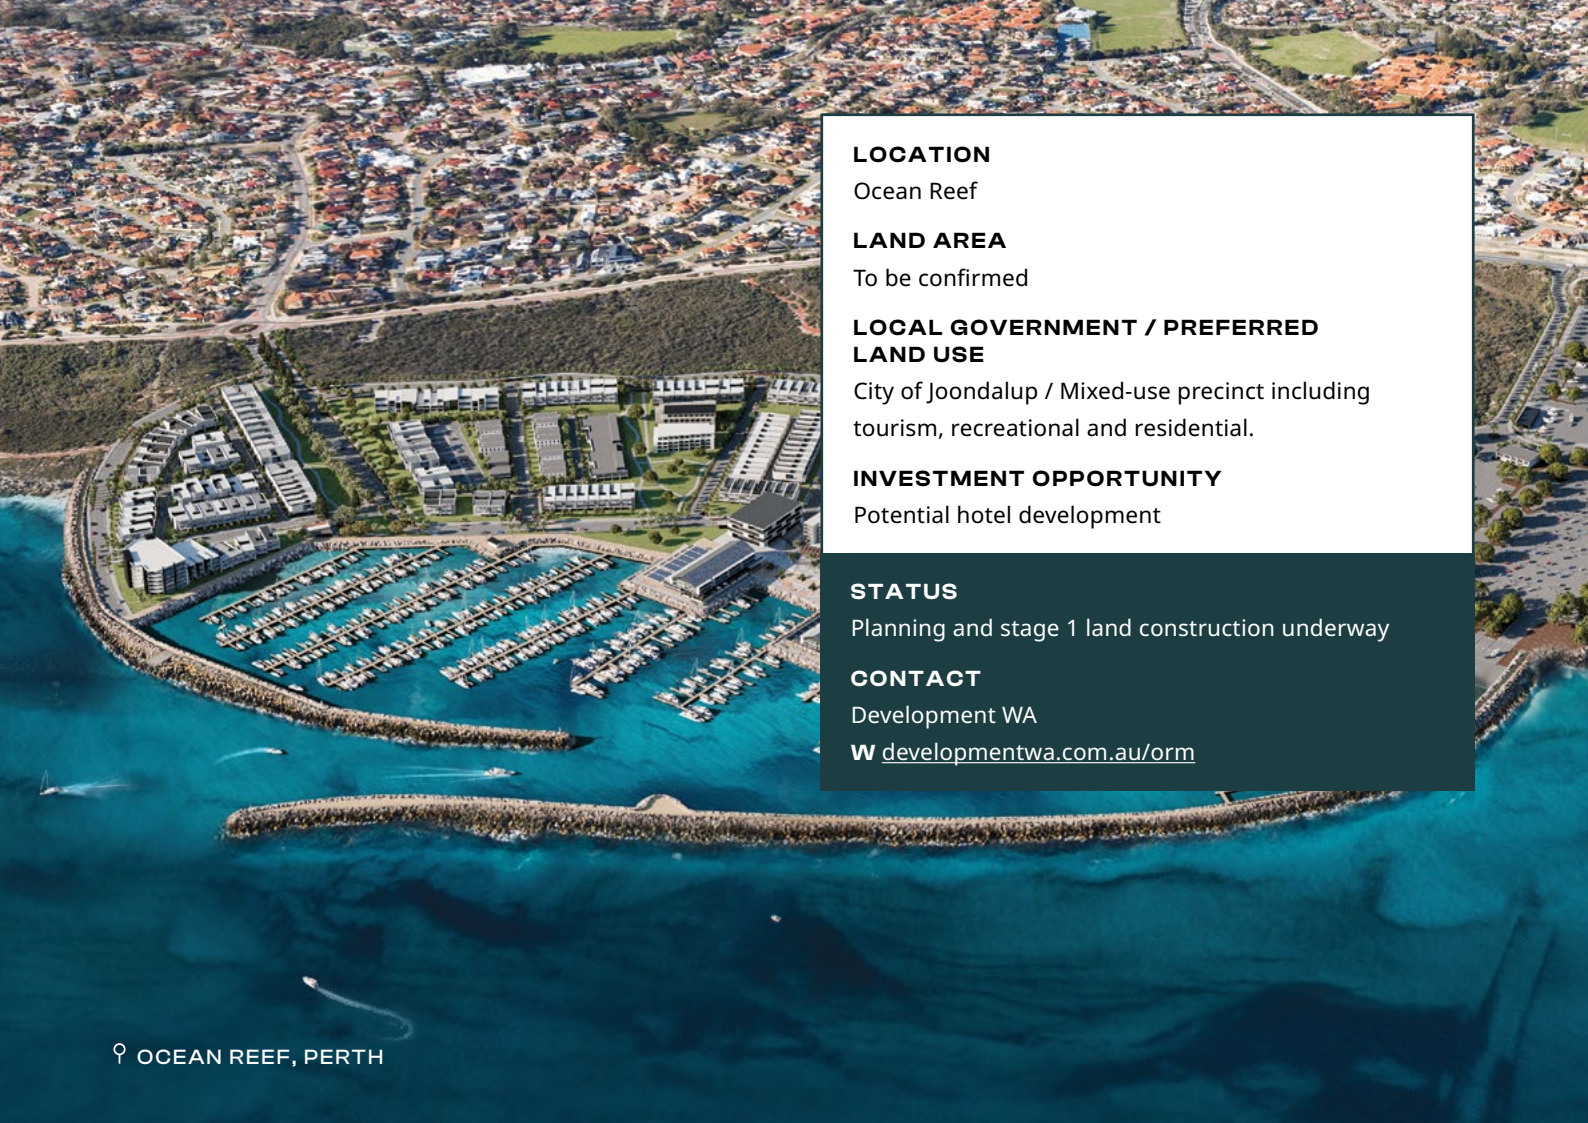 LOCATION
Ocean Reef
LAND AREA
To be confirmed
LOCAL GOVERNMENT / PREFERRED
LAND USE
City of Joondalup / Mixed-use precinct including
tourism, recreational and residential.
INVESTMENT OPPORTUNITY
Potential hotel development
STATUS
Planning and stage 1 land construction underway
CONTACT
Development WA
W developmentwa.com.au/orm
OCEAN REEF, PERTH